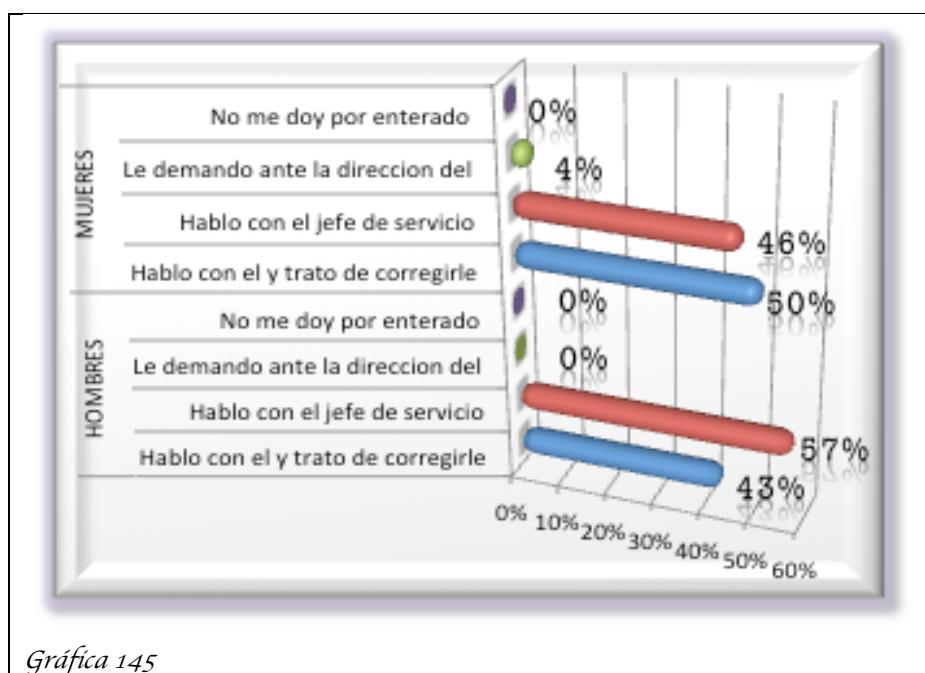 MUJERES
No me doy por enterado
0%
Le demando ante la direccion del
4%
Hablo con el jefe de servicio
46%
Hablo con el y trato de corregirle
50%
HOMBRES
No me doy por enterado
0%
Le demando ante la direccion del
0%
Hablo con el jefe de servicio
57%
Hablo con el y trato de corregirle
43%
0% 10% 20% 30% 40% 50% 60%
Gráfica 145